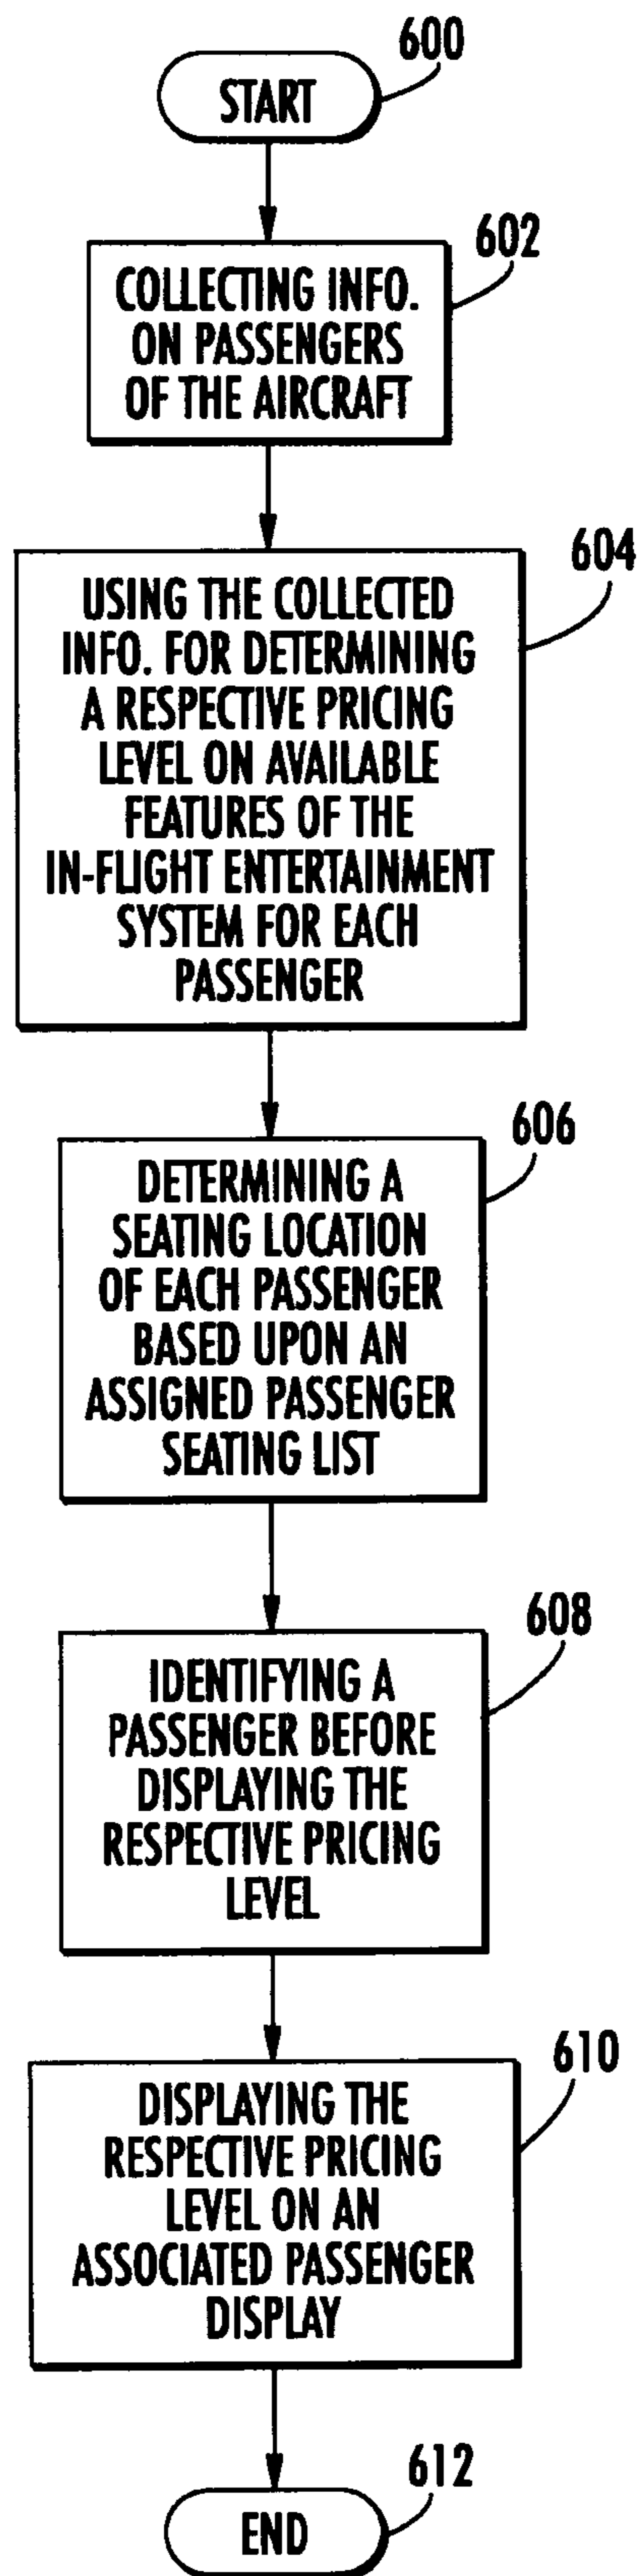 600
START
602
COLLECTING INFO.
ON PASSENGERS
OF THE AIRCRAFT
604
USING THE COLLECTED
INFO. FOR DETERMINING
A RESPECTIVE PRICING
LEVEL ON AVAILABLE
FEATURES OF THE
IN-FLIGHT ENTERTAINMENT
SYSTEM FOR EACH
PASSENGER
606
DETERMINING A
SEATING LOCATION
OF EACH PASSENGER
BASED UPON AN
ASSIGNED PASSENGER
SEATING LIST
608
IDENTIFYING A
PASSENGER BEFORE
DISPLAYING THE
RESPECTIVE PRICING
LEVEL
610
DISPLAYING THE
RESPECTIVE PRICING
LEVEL ON AN
ASSOCIATED PASSENGER
DISPLAY
612
END